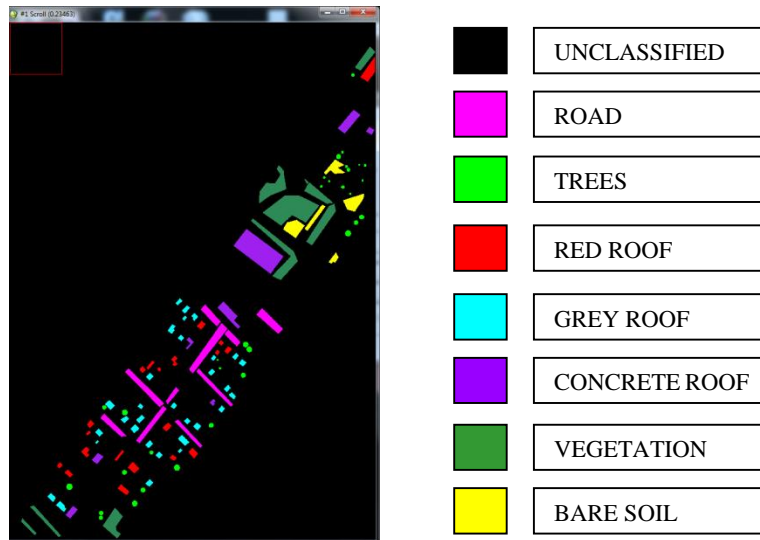 #1 Scroll (0.23463)
UNCLASSIFIED
ROAD
TREES
RED ROOF
GREY ROOF
CONCRETE ROOF
VEGETATION
BARE SOIL